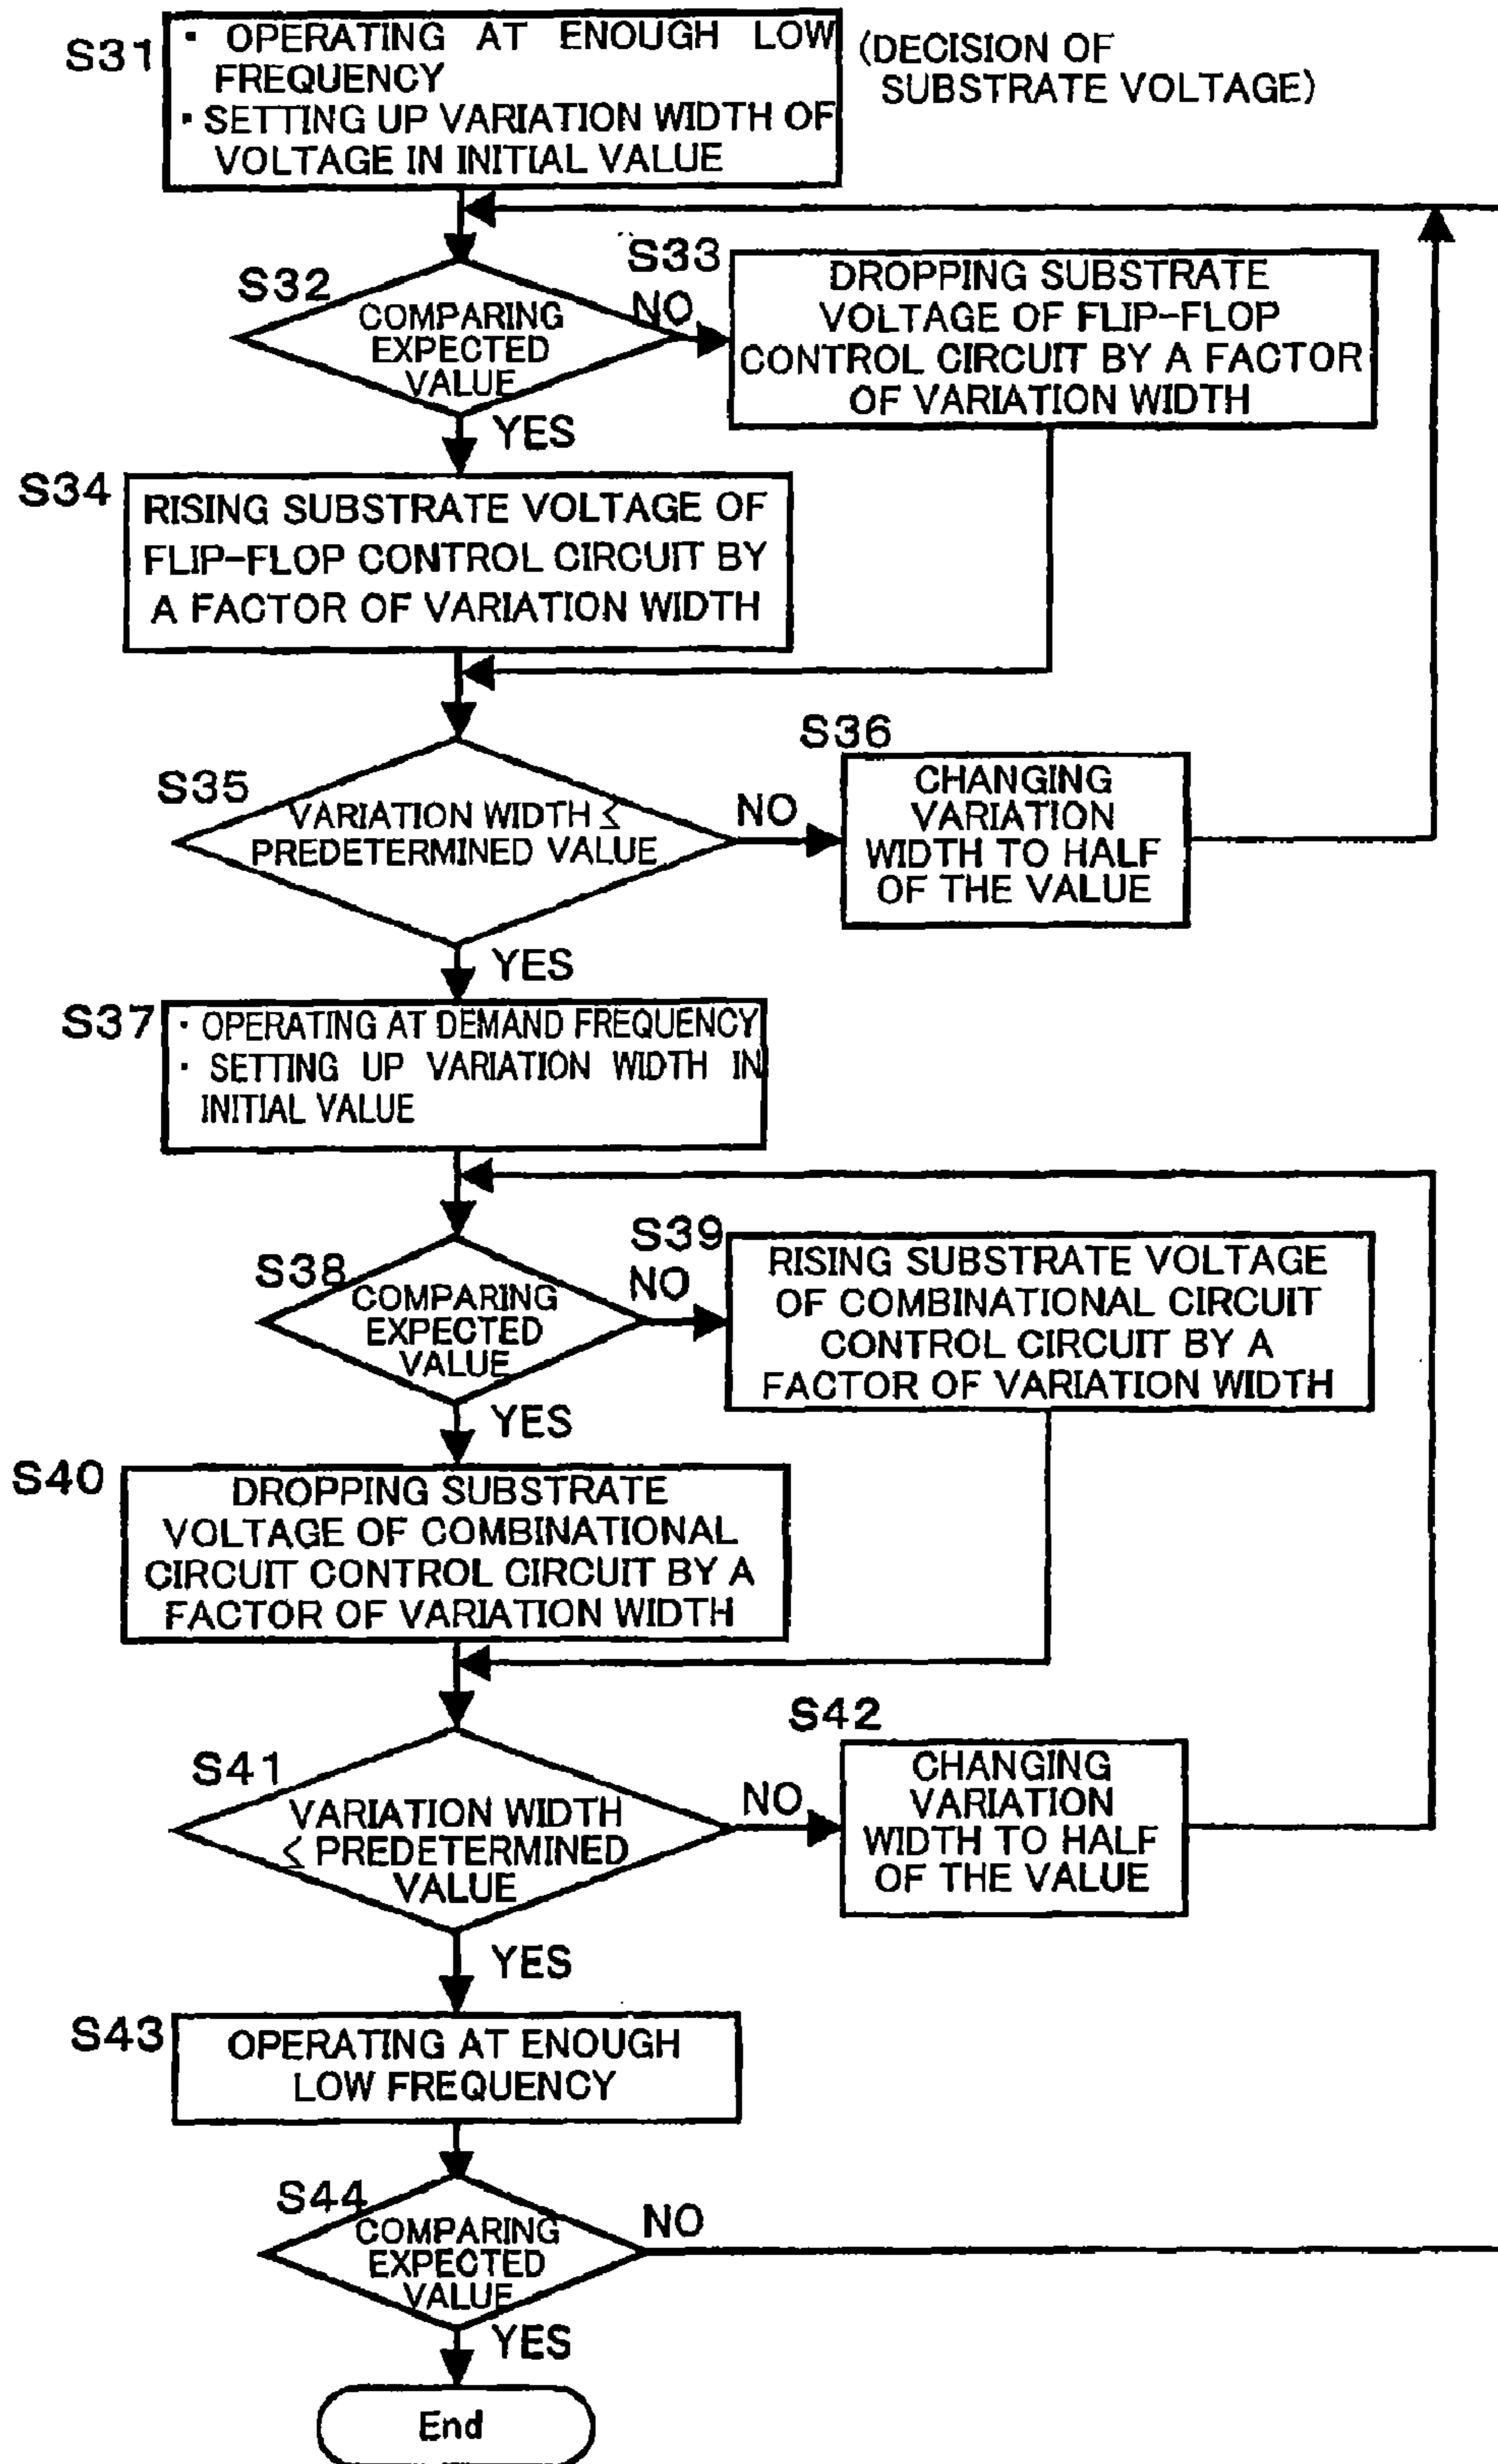 S31
・ OPERATING AT ENOUGH LOW
FREQUENCY
・SETTING UP VARIATION WIDTH OF
VOLTAGE IN INITIAL VALUE
(DECISION OF
SUBSTRATE VOLTAGE)
S32
COMPARING
EXPECTED
VALUE
NO
YES
S33
DROPPING SUBSTRATE
VOLTAGE OF FLIP-FLOP
CONTROL CIRCUIT BY A FACTOR
OF VARIATION WIDTH
S34
RISING SUBSTRATE VOLTAGE OF
FLIP-FLOP CONTROL CIRCUIT BY
A FACTOR OF VARIATION WIDTH
S35
VARIATION WIDTH ≤
PREDETERMINED VALUE
NO
YES
S36
CHANGING
VARIATION
WIDTH TO HALF
OF THE VALUE
S37
・OPERATING AT DEMAND FREQUENCY
・ SETTING UP VARIATION WIDTH IN
INITIAL VALUE
S38
COMPARING
EXPECTED
VALUE
NO
YES
S39
RISING SUBSTRATE VOLTAGE
OF COMBINATIONAL CIRCUIT
CONTROL CIRCUIT BY A
FACTOR OF VARIATION WIDTH
S40
DROPPING SUBSTRATE
VOLTAGE OF COMBINATIONAL
CIRCUIT CONTROL CIRCUIT BY A
FACTOR OF VARIATION WIDTH
S41
VARIATION WIDTH
≤ PREDETERMINED
VALUE
NO
YES
S42
CHANGING
VARIATION
WIDTH TO HALF
OF THE VALUE
S43
OPERATING AT ENOUGH
LOW FREQUENCY
S44
COMPARING
EXPECTED
VALUE
NO
YES
End